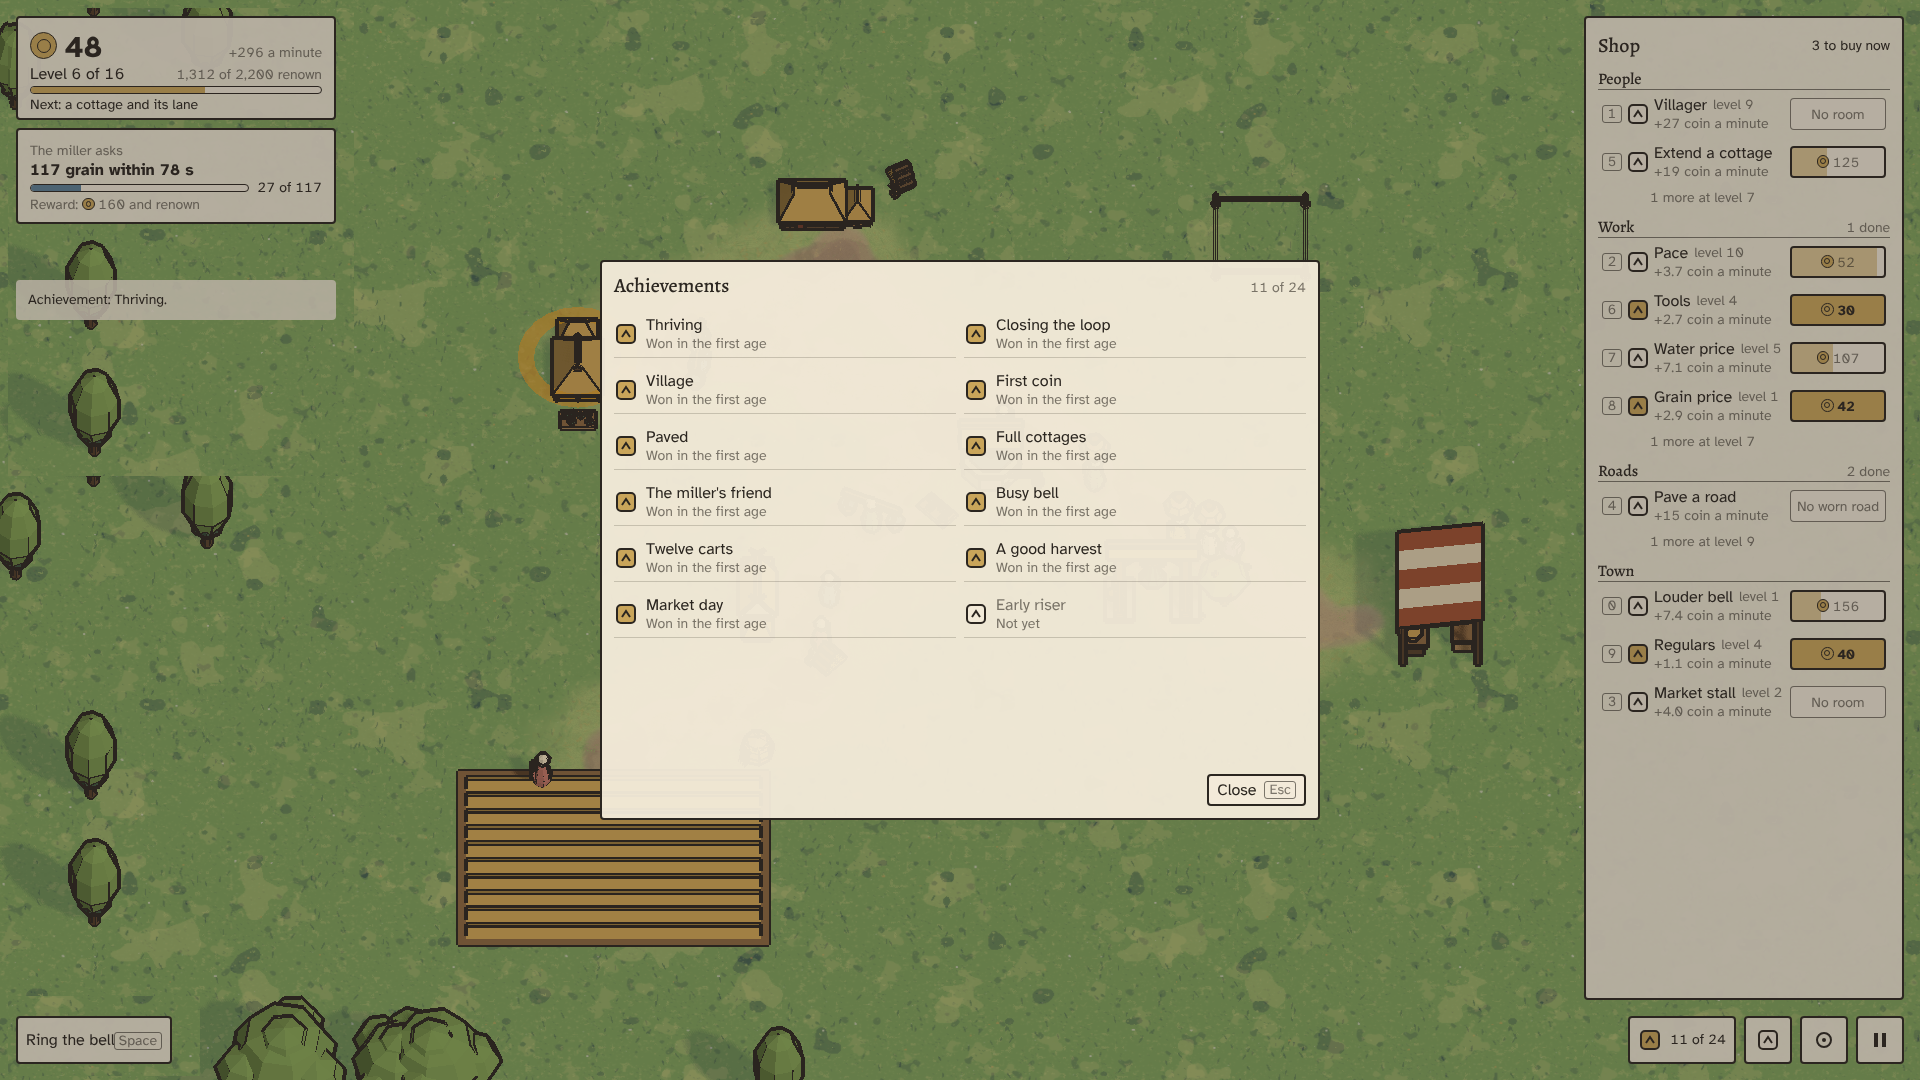 48
+296 a minute
Level 6 of 16
1,312 of 2,200 renown
Next: a cottage and its lane
The miller asks
117 grain within 78 s
27 of 117
Reward: 160 and renown
Achievement: Thriving.
Achievements
11 of 24
Thriving
Won in the first age
Closing the loop
Won in the first age
Village
Won in the first age
First coin
Won in the first age
Paved
Won in the first age
Full cottages
Won in the first age
The miller's friend
Won in the first age
Busy bell
Won in the first age
Twelve carts
Won in the first age
A good harvest
Won in the first age
Market day
Won in the first age
Early riser
Not yet
Close Esc
Shop
3 to buy now
People
1 Villager level 9
+27 coin a minute
No room
5 Extend a cottage
+19 coin a minute
125
1 more at level 7
Work
1 done
2 Pace level 10
+3.7 coin a minute
52
6 Tools level 4
+2.7 coin a minute
30
7 Water price level 5
+7.1 coin a minute
107
8 Grain price level 1
+2.9 coin a minute
42
1 more at level 7
Roads
2 done
4 Pave a road
+15 coin a minute
No worn road
1 more at level 9
Town
0 Louder bell level 1
+7.4 coin a minute
156
9 Regulars level 4
+1.1 coin a minute
40
3 Market stall level 2
+4.0 coin a minute
No room
Ring the bell Space
11 of 24